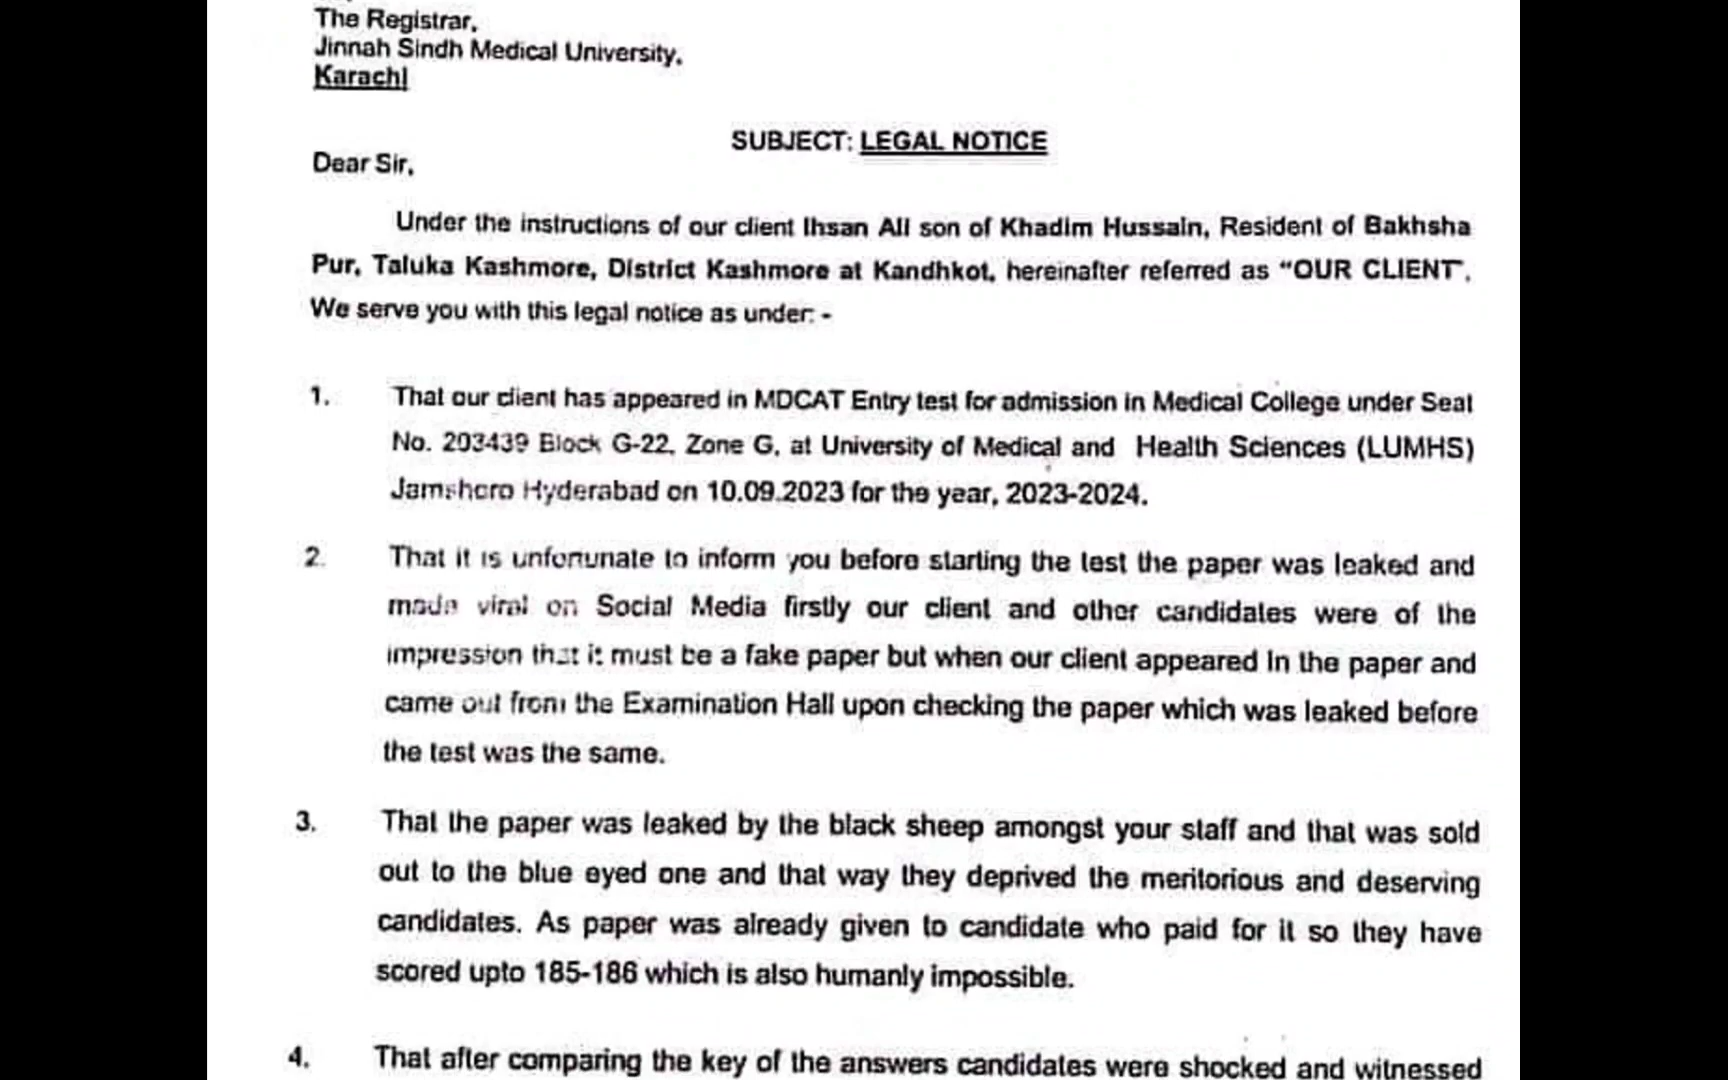 The Registrar,
Jinnah Sindh Medical University,
Karachi
SUBJECT: LEGAL NOTICE
Dear Sir,
Under the instructions of our client Ihsan Ali son of Khadim Hussain, Resident of Bakhsha
Pur, Taluka Kashmore, District Kashmore at Kandhkot, hereinafter referred as “OUR CLIENT”.
We serve you with this legal notice as under: -
1. That our client has appeared in MDCAT Entry test for admission in Medical College under Seat
No. 203439 Block G-22, Zone G, at University of Medical and Health Sciences (LUMHS)
Jamshoro Hyderabad on 10.09.2023 for the year, 2023-2024.
2. That it is unfortunate to inform you before starting the test the paper was leaked and
made viral on Social Media firstly our client and other candidates were of the
impression that it must be a fake paper but when our client appeared in the paper and
came out from the Examination Hall upon checking the paper which was leaked before
the test was the same.
3. That the paper was leaked by the black sheep amongst your staff and that was sold
out to the blue eyed one and that way they deprived the meritorious and deserving
candidates. As paper was already given to candidate who paid for it so they have
scored upto 185-186 which is also humanly impossible.
4. That after comparing the key of the answers candidates were shocked and witnessed